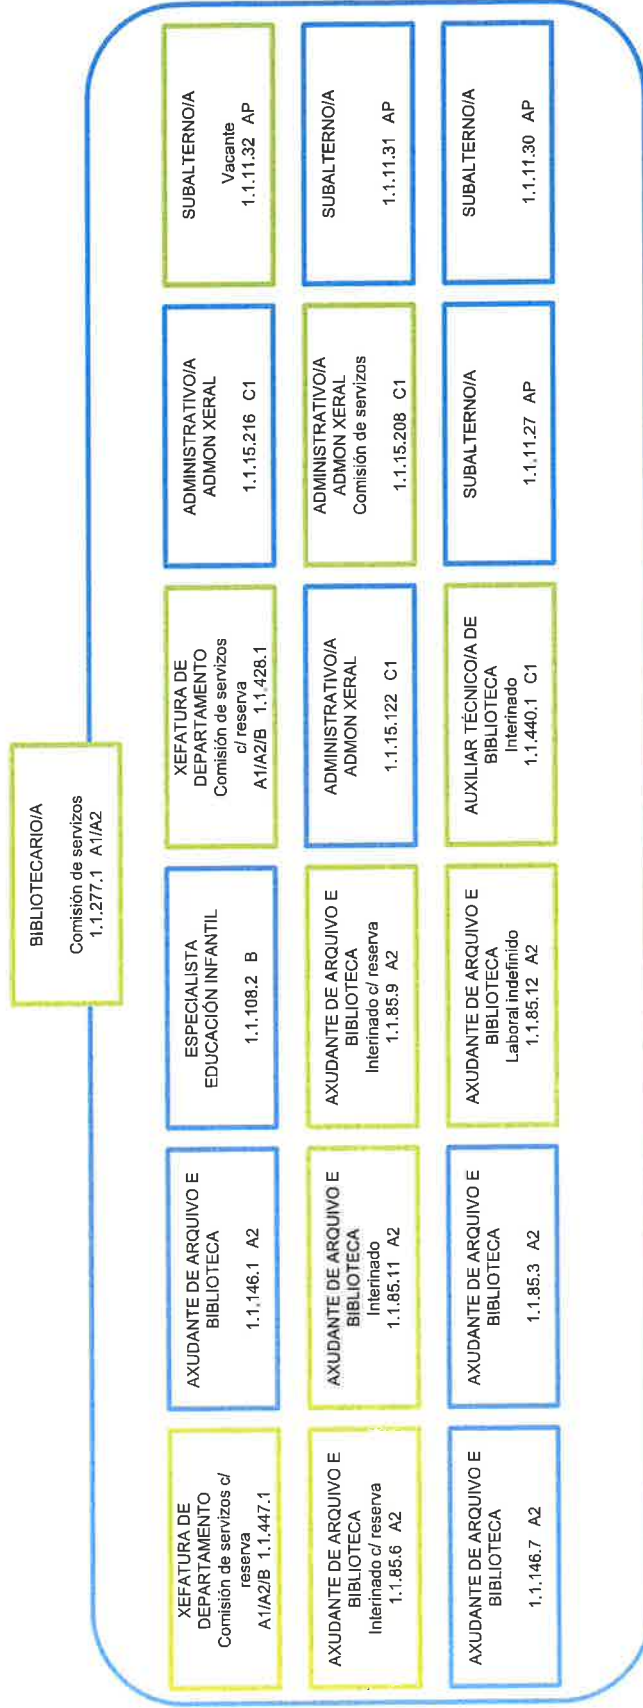 BIBLIOTECARIO/A
Comisión de servizos
1.1.277.1 A1/A2
XEFATURA DE
DEPARTAMENTO
Comisión de servizos c/
reserva
A1/A2/B 1.1.447.1
AXUDANTE DE ARQUIVO E
BIBLIOTECA
1.1.146.1 A2
ESPECIALISTA
EDUCACIÓN INFANTIL
1.1.108.2 B
XEFATURA DE
DEPARTAMENTO
Comisión de servizos
c/ reserva
A1/A2/B 1.1.428.1
ADMINISTRATIVO/A
ADMON XERAL
1.1.15.216 C1
SUBALTERNO/A
Vacante
1.1.11.32 AP
AXUDANTE DE ARQUIVO E
BIBLIOTECA
Interinado c/ reserva
1.1.85.6 A2
AXUDANTE DE ARQUIVO E
BIBLIOTECA
Interinado
1.1.85.11 A2
AXUDANTE DE ARQUIVO E
BIBLIOTECA
Interinado c/ reserva
1.1.85.9 A2
ADMINISTRATIVO/A
ADMON XERAL
1.1.15.122 C1
ADMINISTRATIVO/A
ADMON XERAL
Comisión de servizos
1.1.15.208 C1
SUBALTERNO/A
1.1.11.31 AP
AXUDANTE DE ARQUIVO E
BIBLIOTECA
1.1.146.7 A2
AXUDANTE DE ARQUIVO E
BIBLIOTECA
1.1.85.3 A2
AXUDANTE DE ARQUIVO E
BIBLIOTECA
Laboral indefinido
1.1.85.12 A2
AUXILIAR TÉCNICO/A DE
BIBLIOTECA
Interinado
1.1.440.1 C1
SUBALTERNO/A
1.1.11.27 AP
SUBALTERNO/A
1.1.11.30 AP